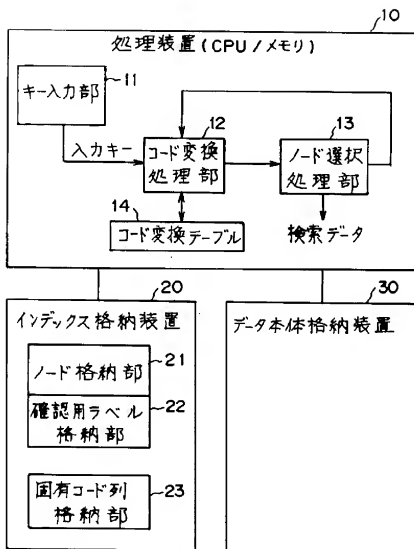 10
処理装置(CPU/メモリ)
11
キー入力部
入力キー
12
コード変換
処理部
13
ノード選択
処理部
14
コード変換テーブル
検索データ
20
インデックス格納装置
21
ノード格納部
22
確認用ラベル
格納部
23
固有コード列
格納部
30
データ本体格納装置